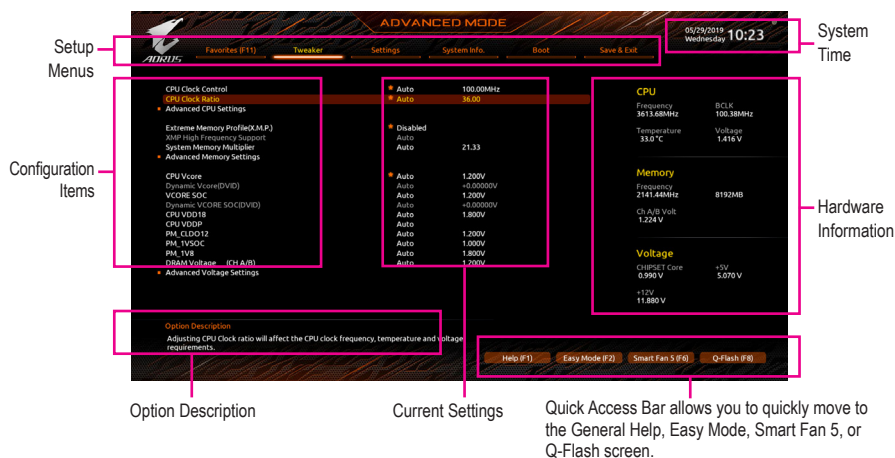 ADVANCED MODE
05/29/2019
Wednesday 10:23
System
Time
Setup
Menus
AORUS
Favorites (F11) Tweaker Settings System Info. Boot Save & Exit
CPU Clock Control Auto 100.00MHz
CPU Clock Ratio Auto 36.00
Advanced CPU Settings
Extreme Memory Profile(X.M.P.) Disabled
XMP High Frequency Support Auto
System Memory Multiplier Auto 21.33
Advanced Memory Settings
CPU Vcore Auto 1.200V
Dynamic Vcore(DVID) Auto +0.00000V
VCORE SOC Auto 1.200V
Dynamic VCORE SOC(DVID) Auto +0.00000V
CPU VDD18 Auto 1.800V
CPU VDDP Auto
PM_CLDO12 Auto 1.200V
PM_1VSOC Auto 1.000V
PM_1V8 Auto 1.800V
DRAM Voltage (CH A/B) Auto 1.200V
Advanced Voltage Settings
Configuration
Items
CPU
Frequency BCLK
3613.68MHz 100.38MHz
Temperature Voltage
33.0 °C 1.416 V
Memory
Frequency
2141.44MHz 8192MB
Ch A/B Volt
1.224 V
Voltage
CHIPSET Core +5V
0.990 V 5.070 V
+12V
11.880 V
Hardware
Information
Option Description
Adjusting CPU Clock ratio will affect the CPU clock frequency, temperature and voltage
requirements.
Help (F1) Easy Mode (F2) Smart Fan 5 (F6) Q-Flash (F8)
Option Description
Current Settings
Quick Access Bar allows you to quickly move to
the General Help, Easy Mode, Smart Fan 5, or
Q-Flash screen.